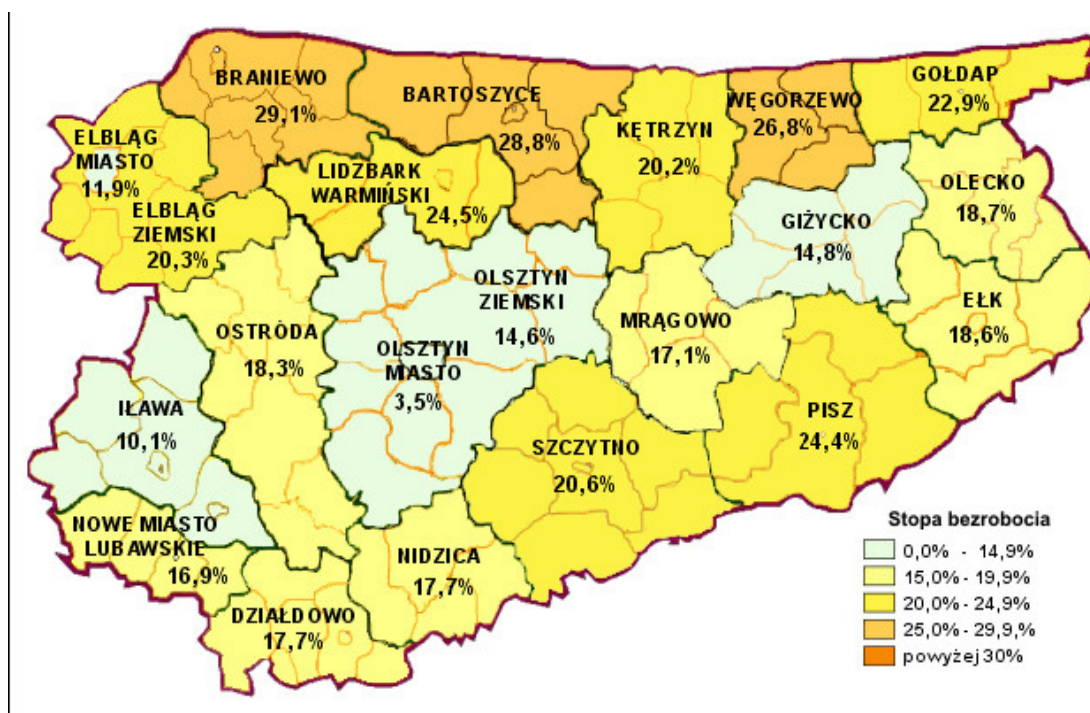 BRANIEWO
29,1%
BARTOSZYCE
28,8%
WĘGORZEWO
26,8%
GOŁDAP
22,9%
ELBLĄG
MIASTO
11,9%
ELBLĄG
ZIEMSKI
20,3%
LIDZBARK
WARMIŃSKI
24,5%
KĘTRZYN
20,2%
GIŻYCKO
14,8%
OLECKO
18,7%
OSTRÓDA
18,3%
OLSZTYN
ZIEMSKI
14,6%
OLSZTYN
MIASTO
3,5%
MRĄGOWO
17,1%
EŁK
18,6%
IŁAWA
10,1%
SZCZYTNO
20,6%
PISZ
24,4%
NOWE MIASTO
LUBAWSKIE
16,9%
NIDZICA
17,7%
DZIAŁDOWO
17,7%
Stopa bezrobocia
0,0% - 14,9%
15,0% - 19,9%
20,0% - 24,9%
25,0% - 29,9,%
powyżej 30%